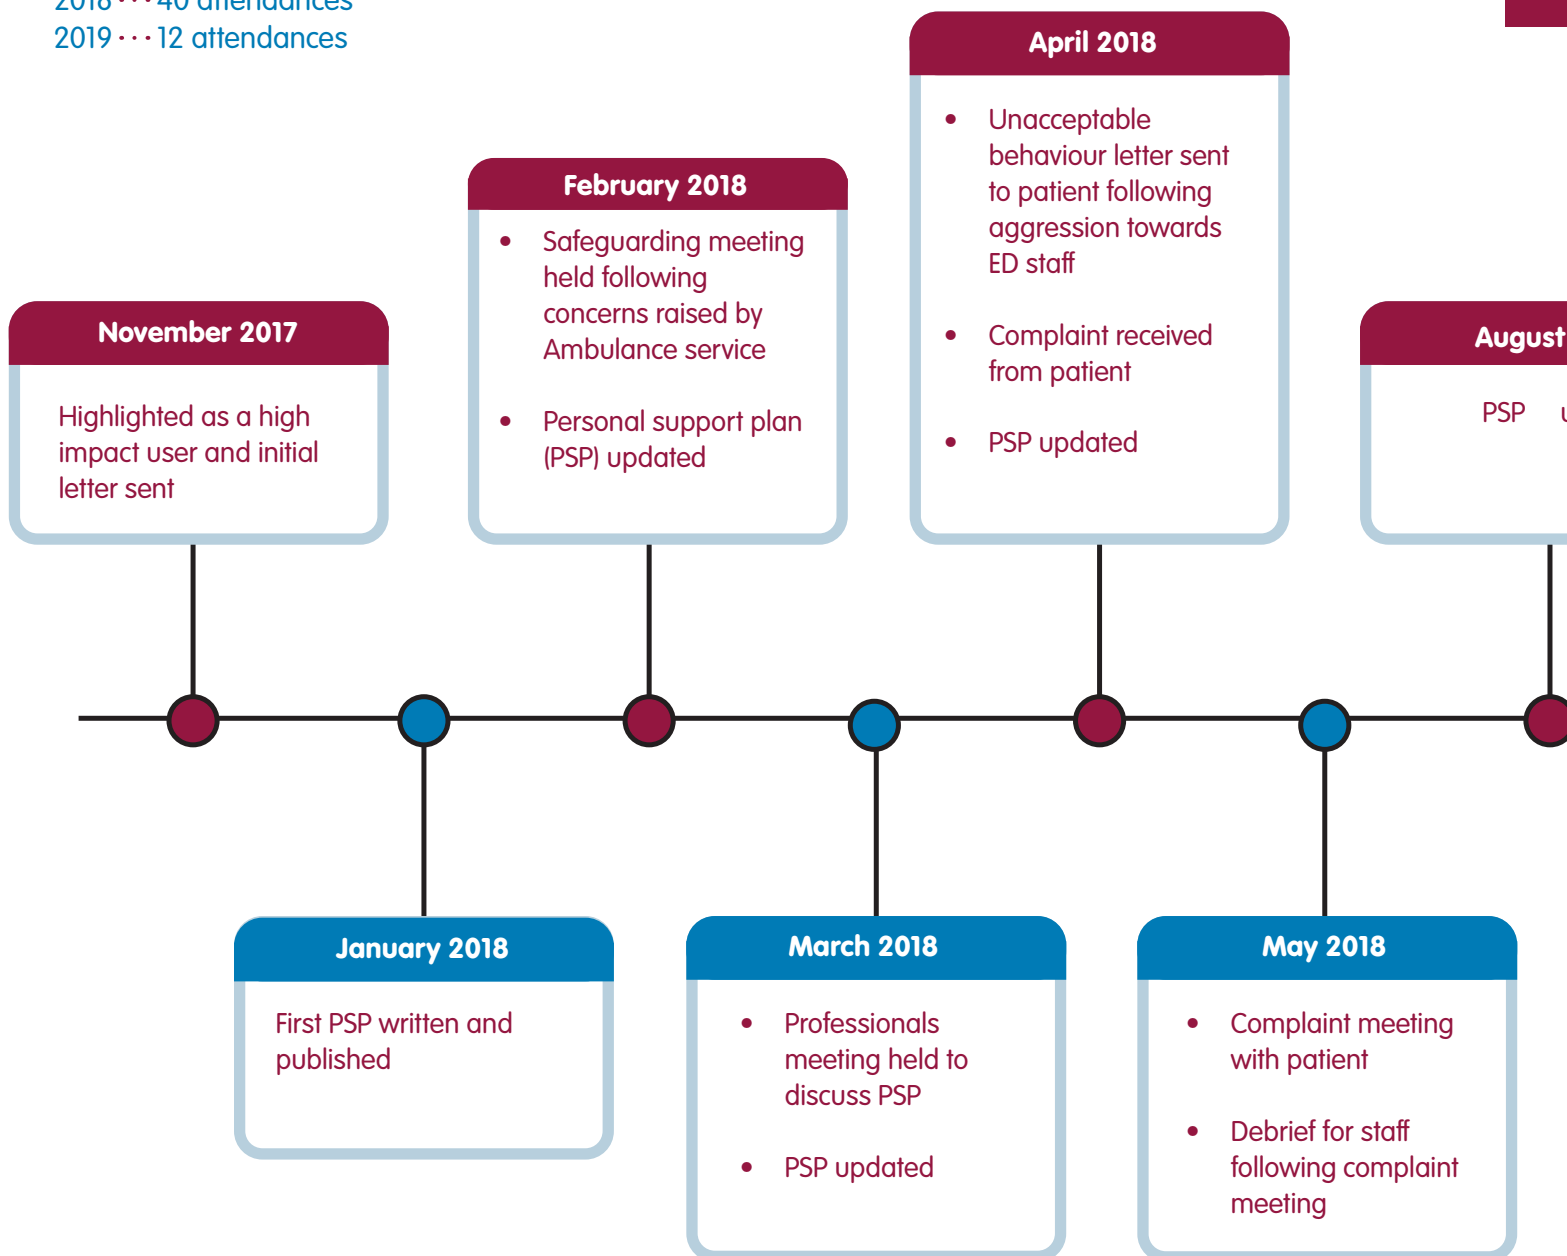 2018 ··· 40 attendances
2019 ··· 12 attendances
November 2017
Highlighted as a high
impact user and initial
letter sent
January 2018
First PSP written and
published
February 2018
• Safeguarding meeting
held following
concerns raised by
Ambulance service
• Personal support plan
(PSP) updated
March 2018
• Professionals
meeting held to
discuss PSP
• PSP updated
April 2018
• Unacceptable
behaviour letter sent
to patient following
aggression towards
ED staff
• Complaint received
from patient
• PSP updated
May 2018
• Complaint meeting
with patient
• Debrief for staff
following complaint
meeting
August
PSP